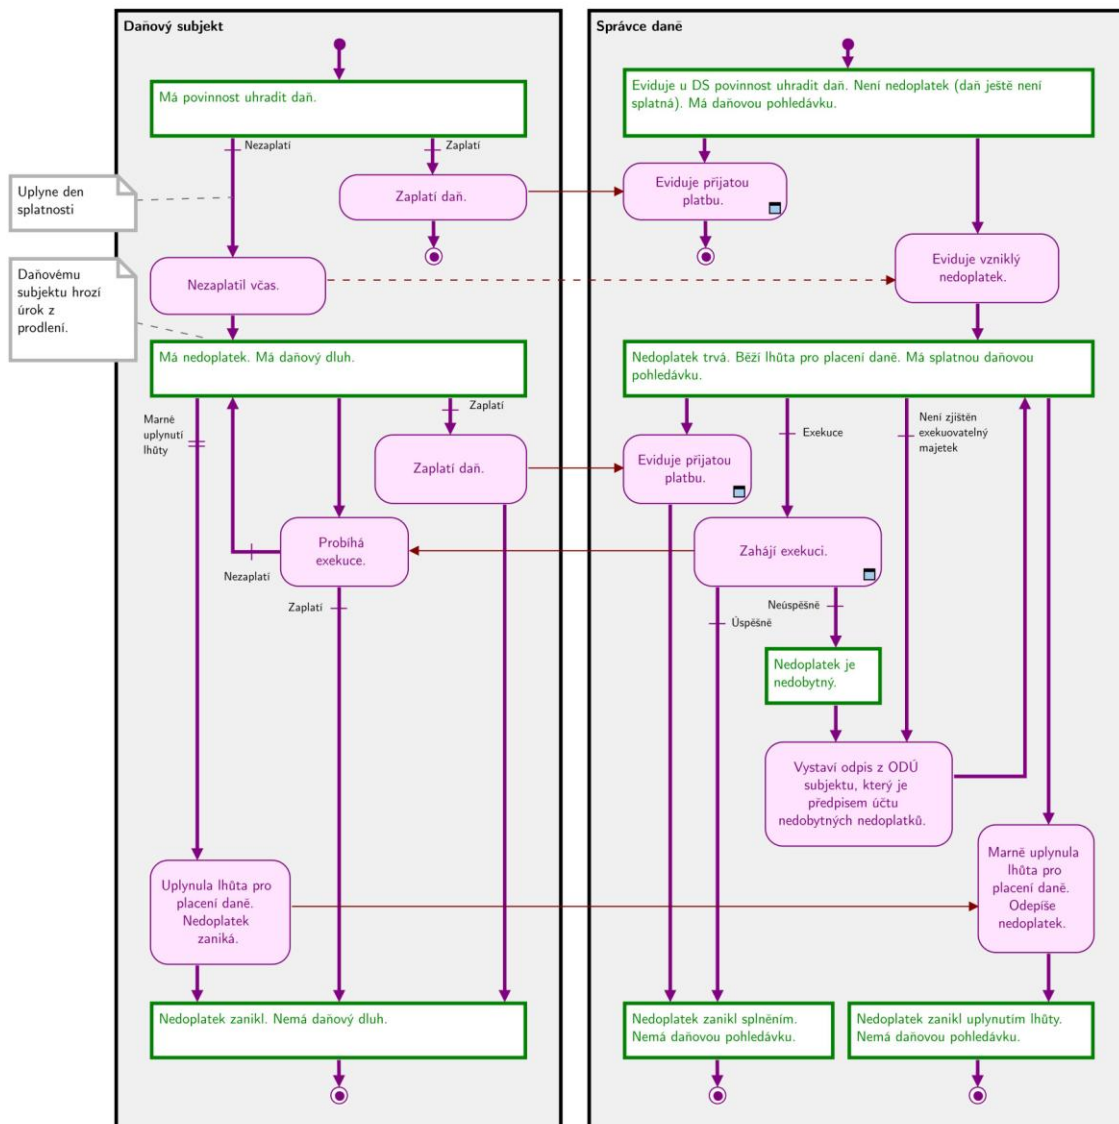 Daňový subjekt
Správce daně
Má povinnost uhradit daň.
Eviduje u DS povinnost uhradit daň. Není nedoplatek (daň ještě není
splatná). Má daňovou pohledávku.
Nezaplatí
Zaplatí
Uplyne den
splatnosti
Zaplatí daň.
Eviduje přijatou
platbu.
Daňovému
subjektu hrozí
úrok z
prodlení.
Nezaplatil včas.
Eviduje vzniklý
nedoplatek.
Má nedoplatek. Má daňový dluh.
Nedoplatek trvá. Běží lhůta pro placení daně. Má splatnou daňovou
pohledávku.
Marné
uplynutí
lhůty
Zaplatí
Exekuce
Není zjištěn
exekuovatelný
majetek
Zaplatí daň.
Eviduje přijatou
platbu.
Probíhá
exekuce.
Zahájí exekuci.
Nezaplatí
Zaplatí
Úspěšně
Neúspěšně
Nedoplatek je
nedobytný.
Vystaví odpis z ODÚ
subjektu, který je
předpisem účtu
nedobytných nedoplatků.
Uplynula lhůta pro
placení daně.
Nedoplatek
zaniká.
Marně uplynula
lhůta pro
placení daně.
Odepíše
nedoplatek.
Nedoplatek zanikl. Nemá daňový dluh.
Nedoplatek zanikl splněním.
Nemá daňovou pohledávku.
Nedoplatek zanikl uplynutím lhůty.
Nemá daňovou pohledávku.